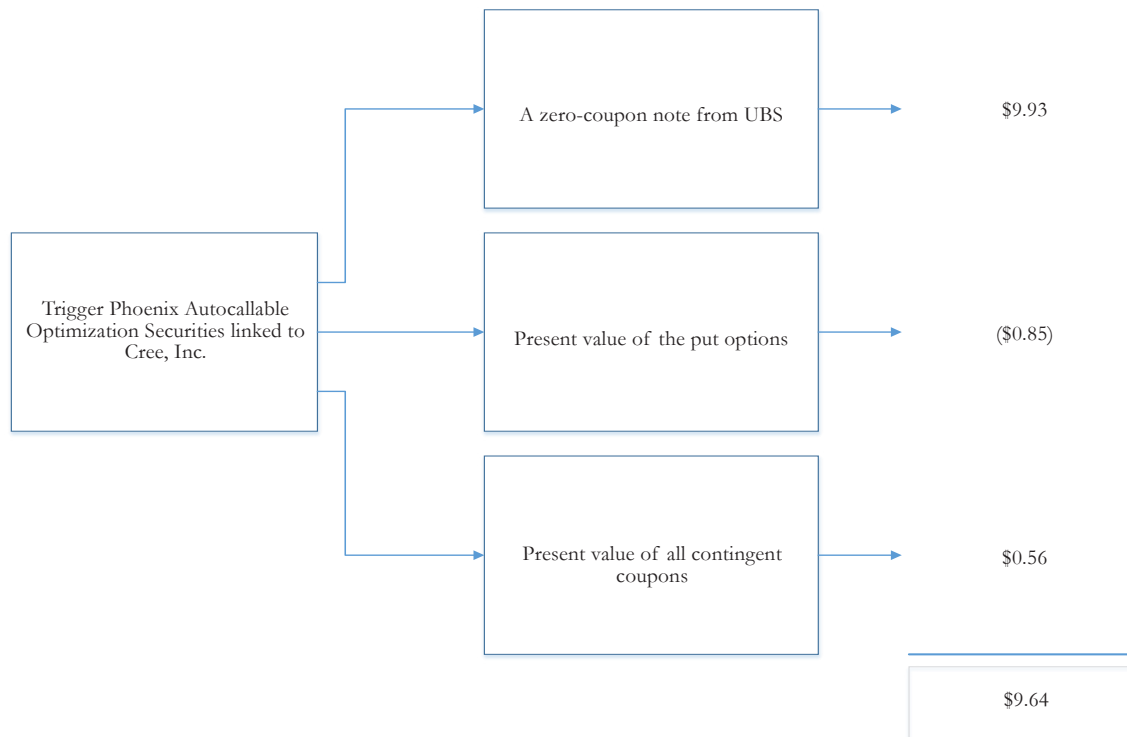 A zero-coupon note from UBS
$9.93
Trigger Phoenix Autocallable
Optimization Securities linked to
Cree, Inc.
Present value of the put options
($0.85)
Present value of all contingent
coupons
$0.56
$9.64